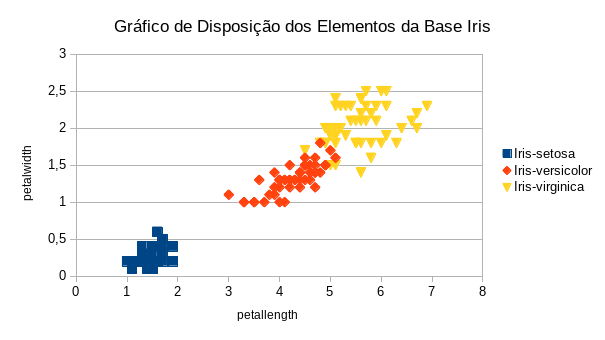 Gráfico de Disposição dos Elementos da Base Iris
3
2,5
2
1,5
1
0,5
0
petalwidth
0 1 2 3 4 5 6 7 8
petallength
Iris-setosa
Iris-versicolor
Iris-virginica